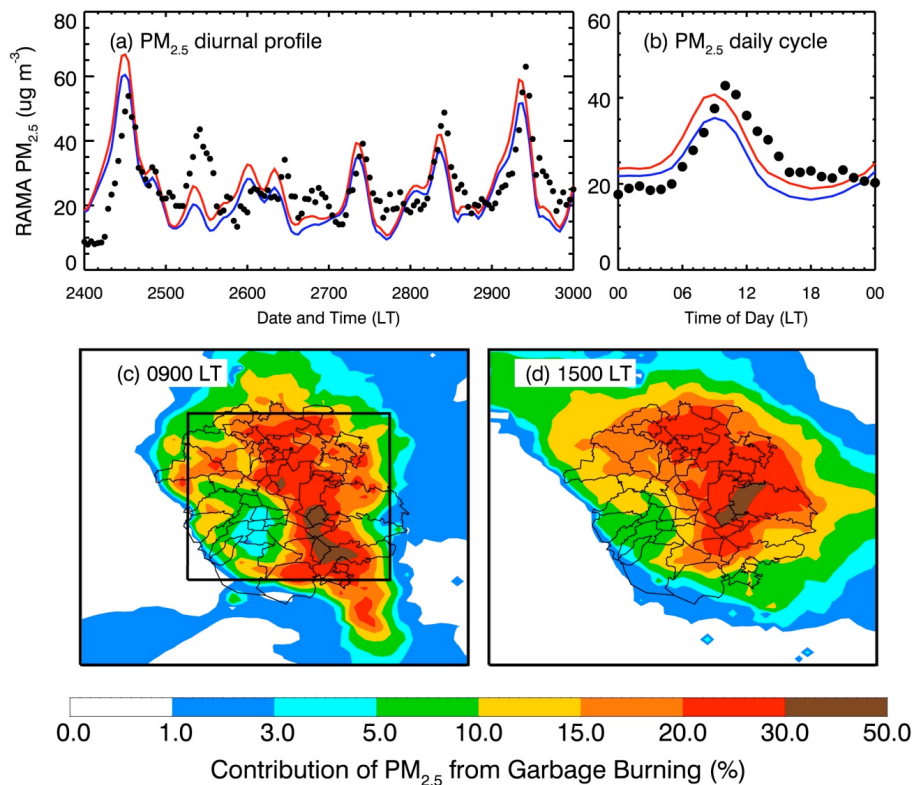 (a) PM2.5 diurnal profile
(b) PM2.5 daily cycle
RAMA PM2.5 (ug m-3)
80
60
40
20
0
2400 2500 2600 2700 2800 2900 3000
Date and Time (LT)
60
40
20
0
00 06 12 18 00
Time of Day (LT)
(c) 0900 LT
(d) 1500 LT
0.0 1.0 3.0 5.0 10.0 15.0 20.0 30.0 50.0
Contribution of PM2.5 from Garbage Burning (%)